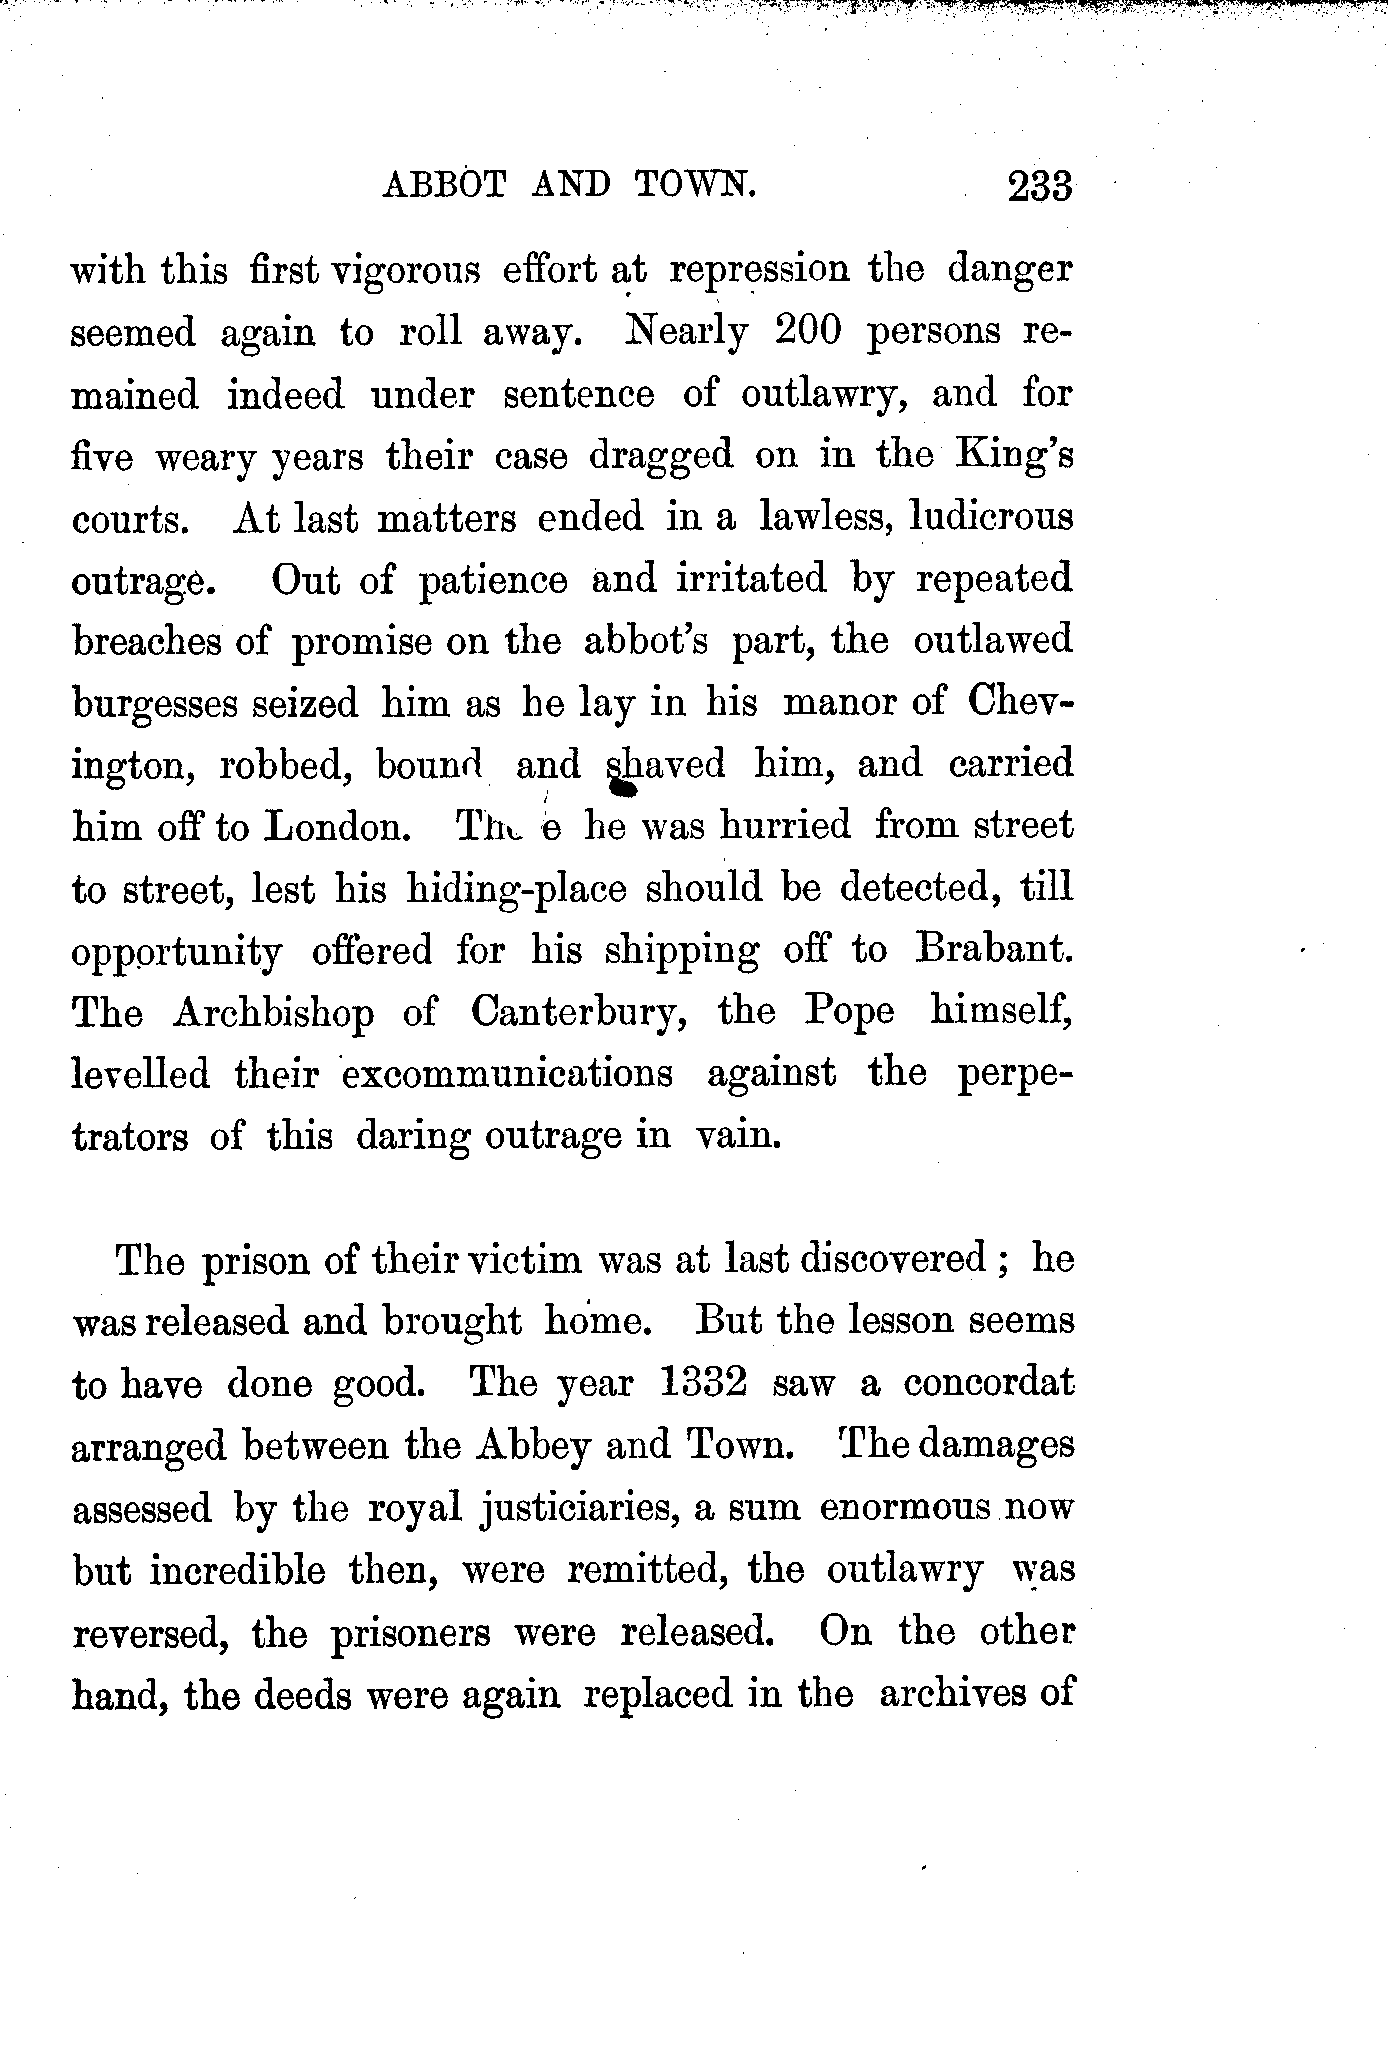 ABBOT AND TOWN. 233
with this first vigorous effort at repression the danger
seemed again to roll away. Nearly 200 persons re-
mained indeed under sentence of outlawry, and for
five weary years their case dragged on in the King's
courts. At last matters ended in a lawless, ludicrous
outrage. Out of patience and irritated by repeated
breaches of promise on the abbot's part, the outlawed
burgesses seized him as he lay in his manor of Chev-
ington, robbed, bound and shaved him, and carried
him off to London. he was hurried from street
to street, lest his hiding-place should be detected, till
opportunity offered for his shipping off to Brabant.
The Archbishop of Canterbury, the Pope himself,
levelled their excommunications against the perpe-
trators of this daring outrage in vain.
The prison of their victim was at last discovered ; he
was released and brought home. But the lesson seems
to have done good. The year 1332 saw a concordat
arranged between the Abbey and Town. The damages
assessed by the royal justiciaries, a sum enormous now
but incredible then, were remitted, the outlawry was
reversed, the prisoners were released. On the other
hand, the deeds were again replaced in the archives of